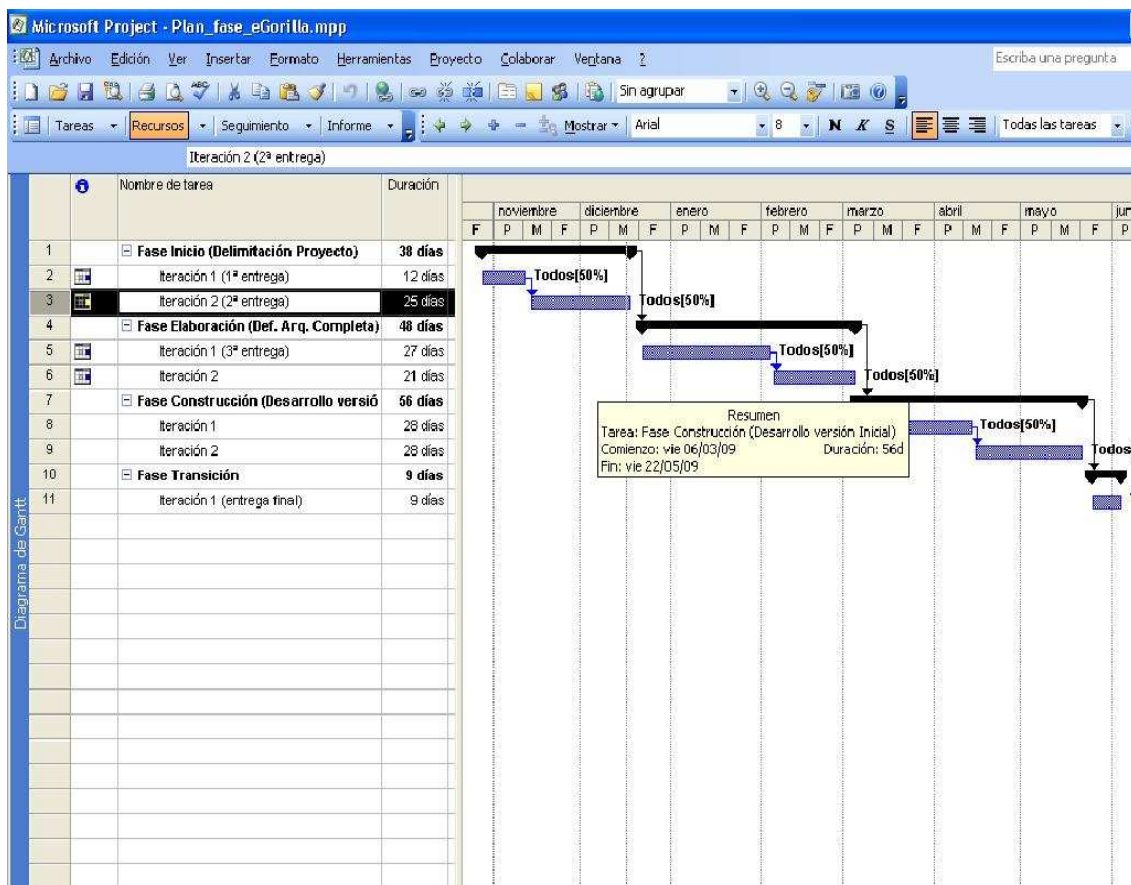 Microsoft Project - Plan_fase_eGorilla.mpp
Archivo Edición Ver Insertar Formato Herramientas Proyecto Colaborar Ventana ? Escriba una pregunta
Sin agrupar
Tareas Recursos Seguimiento Informe Mostrar Arial 8 N K S Todas las tareas
Iteración 2 (2ª entrega)
Nombre de tarea Duración
noviembre diciembre enero febrero marzo abril mayo jun
F P M F P M F P M F P M F P M F P M F P M F P
1 Fase Inicio (Delimitación Proyecto) 38 días
2 Iteración 1 (1ª entrega) 12 días Todos[50%]
3 Iteración 2 (2ª entrega) 25 días Todos[50%]
4 Fase Elaboración (Def. Arq. Completa) 48 días
5 Iteración 1 (3ª entrega) 27 días Todos[50%]
6 Iteración 2 21 días Todos[50%]
7 Fase Construcción (Desarrollo versió 56 días
8 Iteración 1 28 días Todos[50%]
9 Iteración 2 28 días Todos
10 Fase Transición 9 días
11 Iteración 1 (entrega final) 9 días
Resumen
Tarea: Fase Construcción (Desarrollo versión Inicial)
Comienzo: vie 06/03/09 Duración: 56d
Fin: vie 22/05/09
Diagrama de Gantt